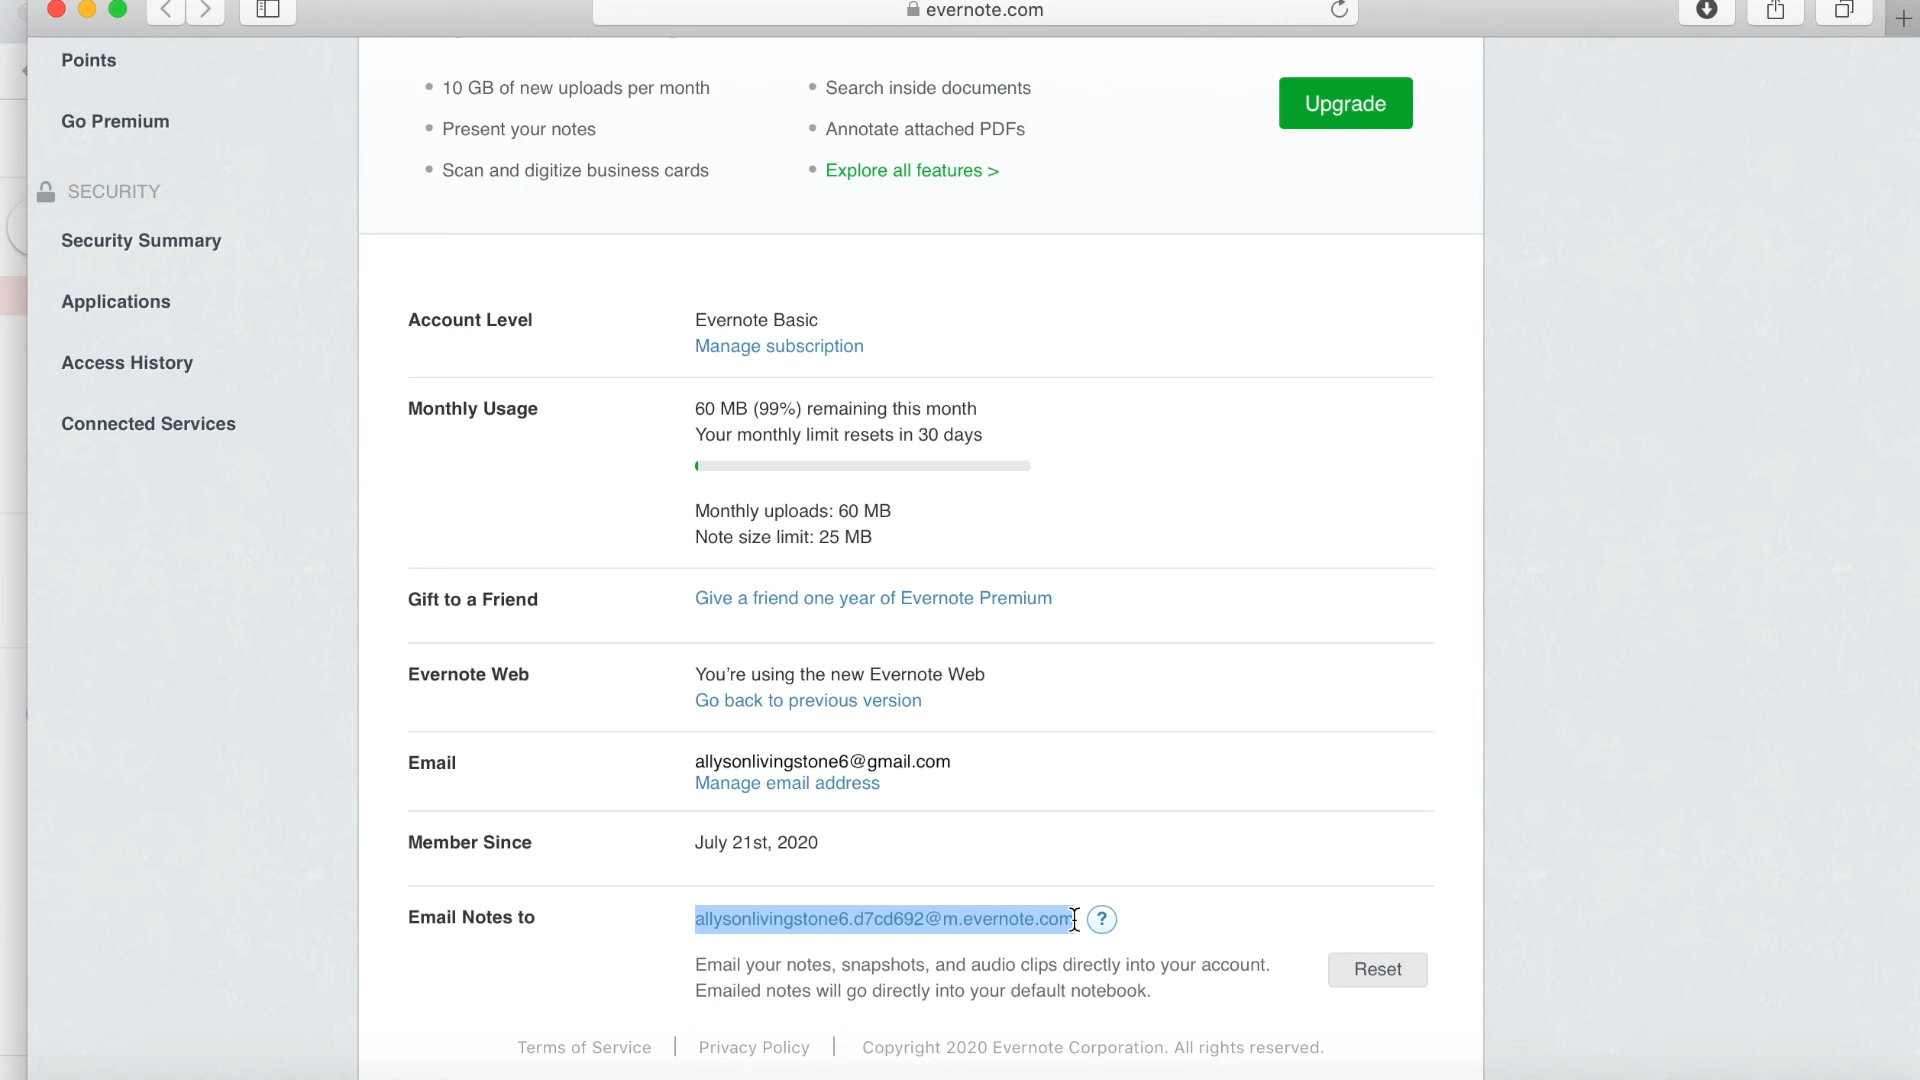 evernote.com
Points
Go Premium
SECURITY
Security Summary
Applications
Access History
Connected Services
10 GB of new uploads per month
Present your notes
Scan and digitize business cards
Search inside documents
Annotate attached PDFs
Explore all features >
Upgrade
Account Level
Evernote Basic
Manage subscription
Monthly Usage
60 MB (99%) remaining this month
Your monthly limit resets in 30 days
Monthly uploads: 60 MB
Note size limit: 25 MB
Gift to a Friend
Give a friend one year of Evernote Premium
Evernote Web
You’re using the new Evernote Web
Go back to previous version
Email
allysonlivingstone6@gmail.com
Manage email address
Member Since
July 21st, 2020
Email Notes to
allysonlivingstone6.d7cd692@m.evernote.com
?
Email your notes, snapshots, and audio clips directly into your account.
Emailed notes will go directly into your default notebook.
Reset
Terms of Service | Privacy Policy | Copyright 2020 Evernote Corporation. All rights reserved.